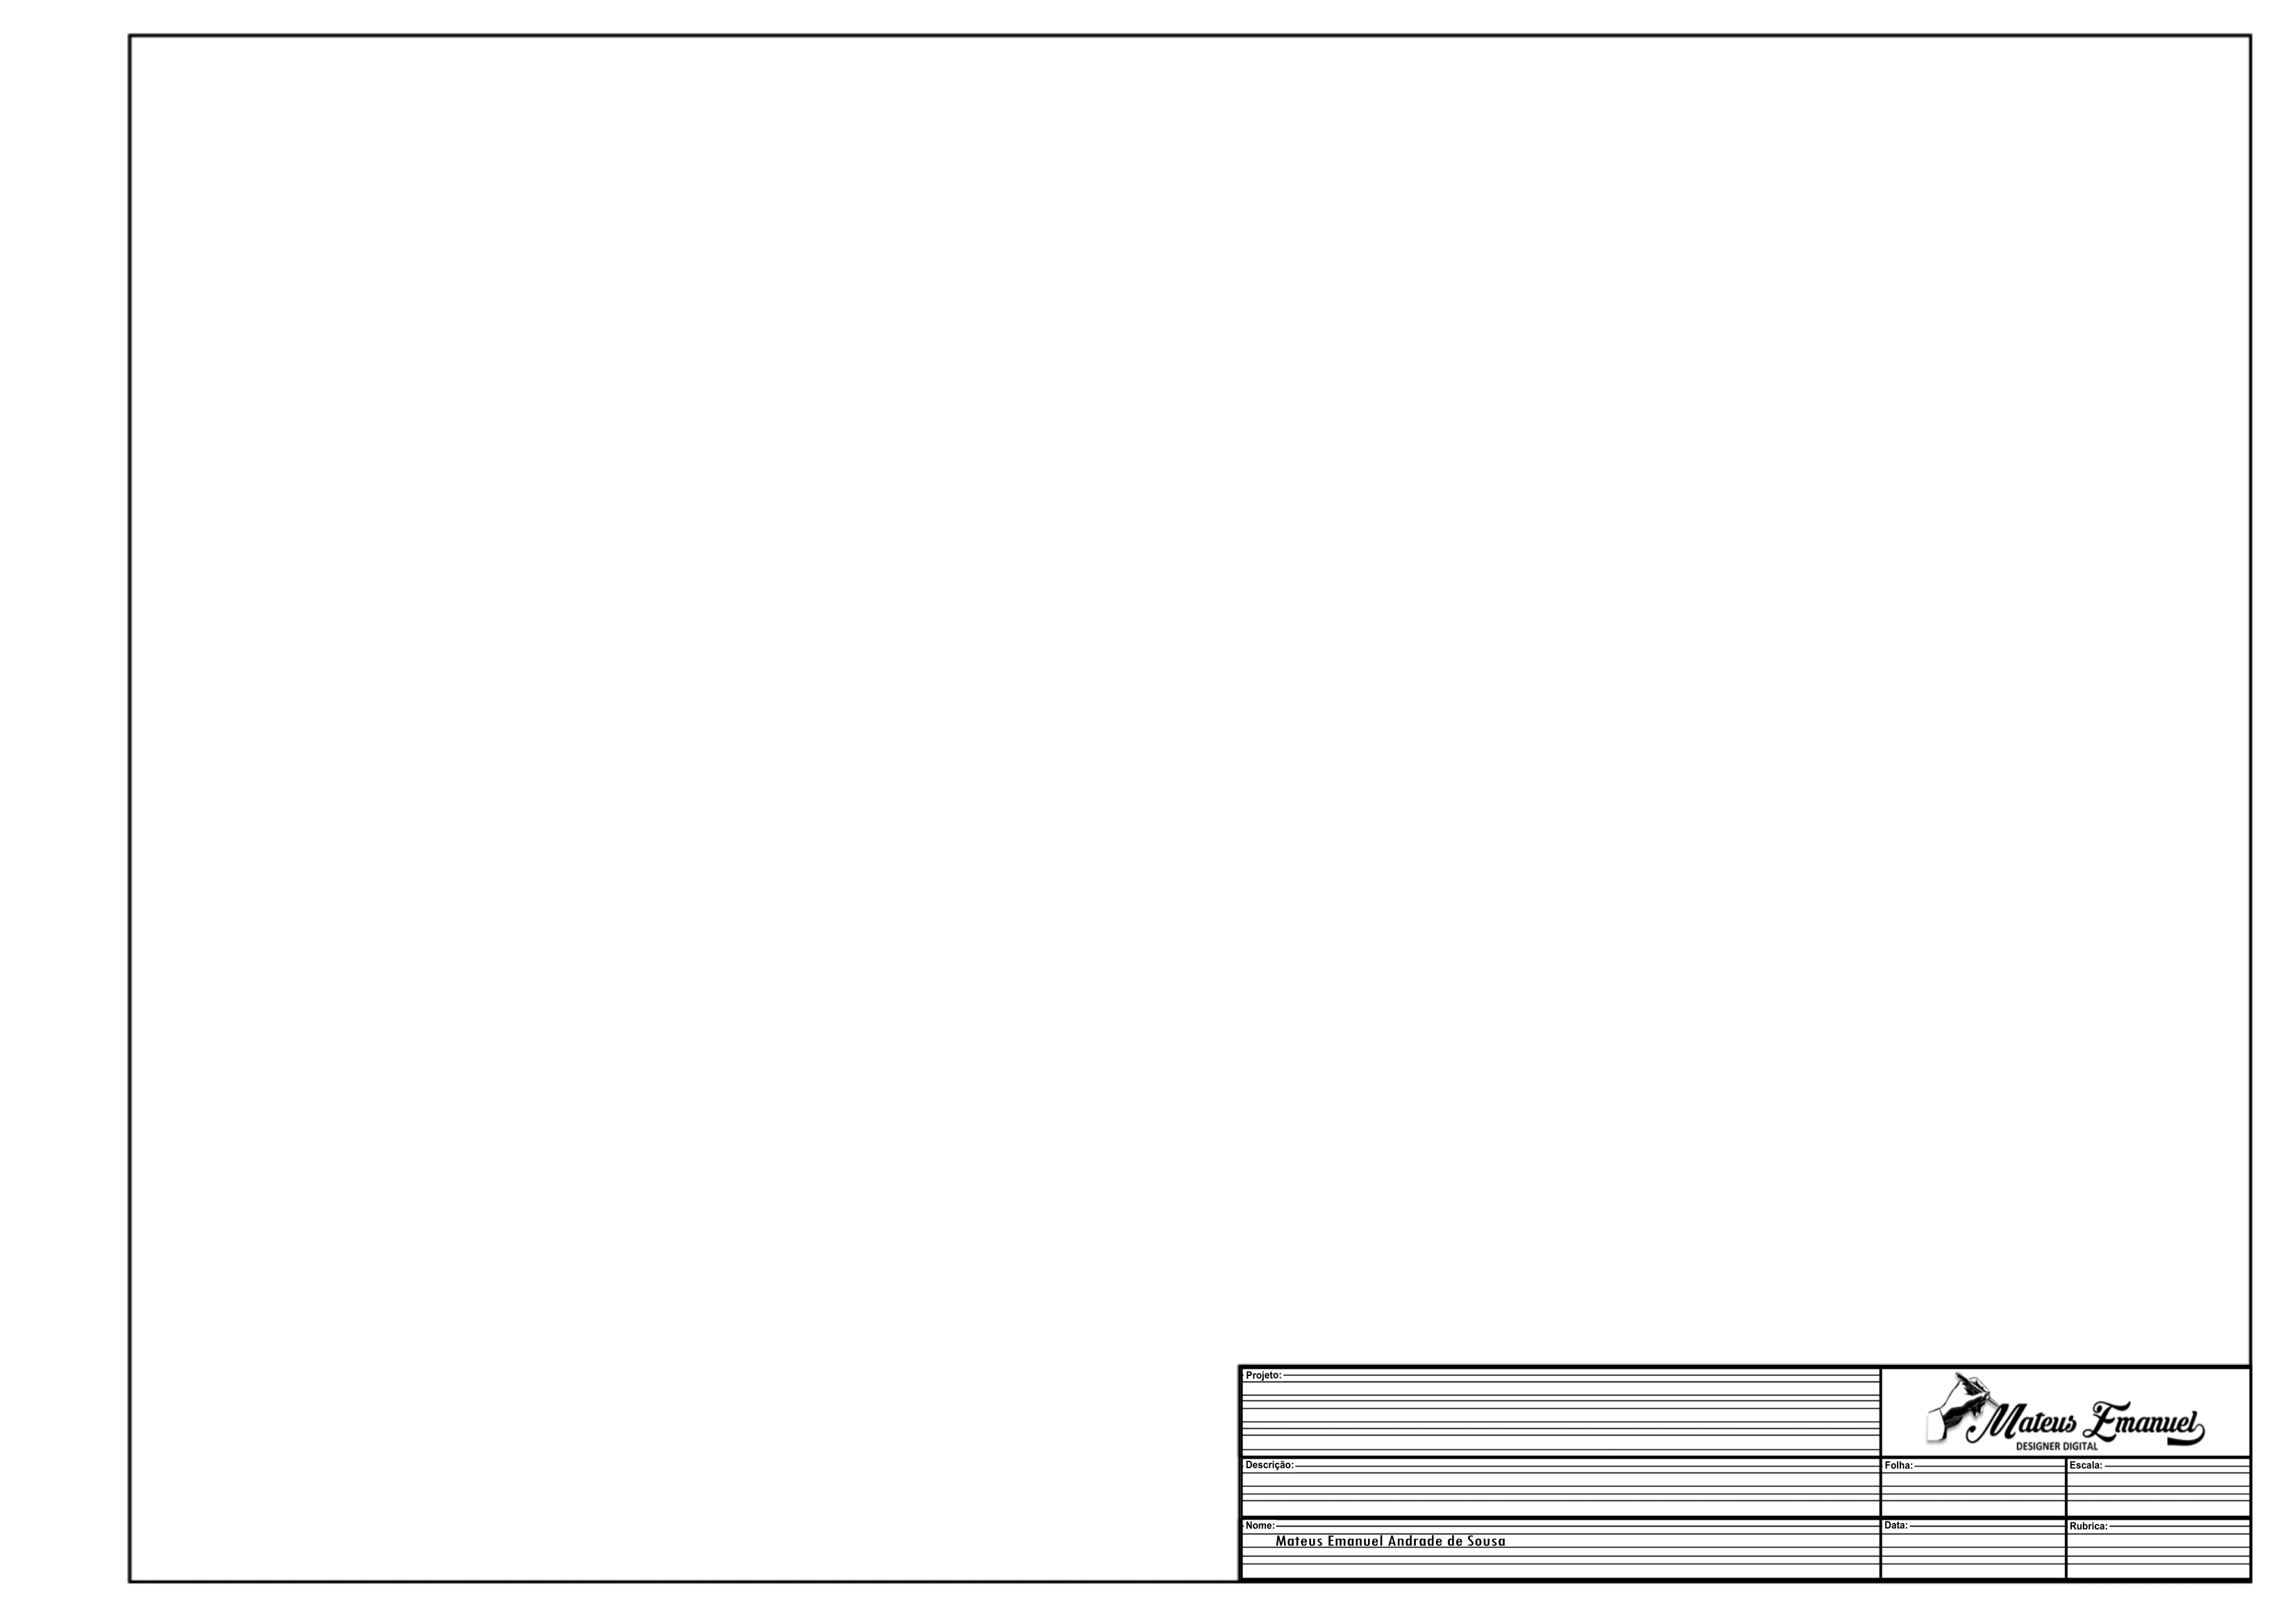 Projeto:
Mateus Emanuel
DESIGNER DIGITAL
Descrição:
Folha:
Escala:
Nome:
Mateus Emanuel Andrade de Sousa
Data:
Rubrica: